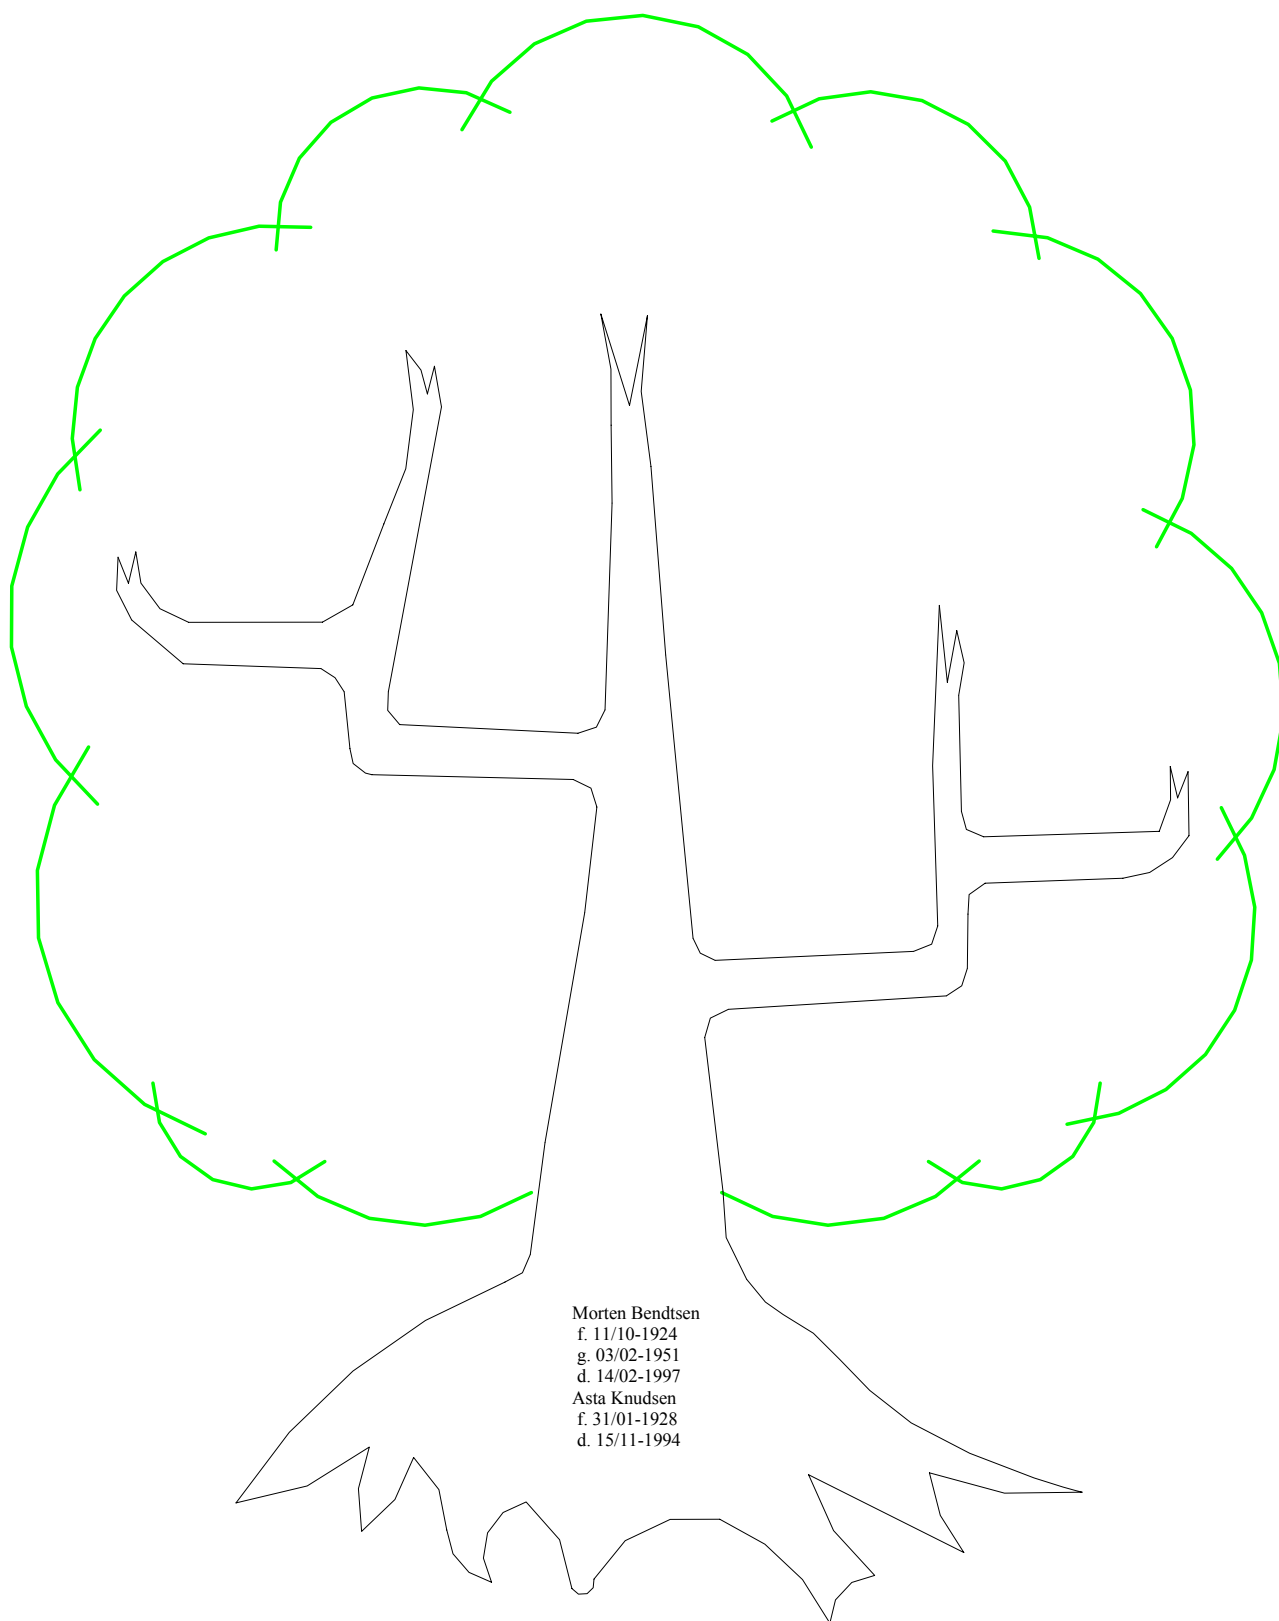 Morten Bendtsen
f. 11/10-1924
g. 03/02-1951
d. 14/02-1997
Asta Knudsen
f. 31/01-1928
d. 15/11-1994